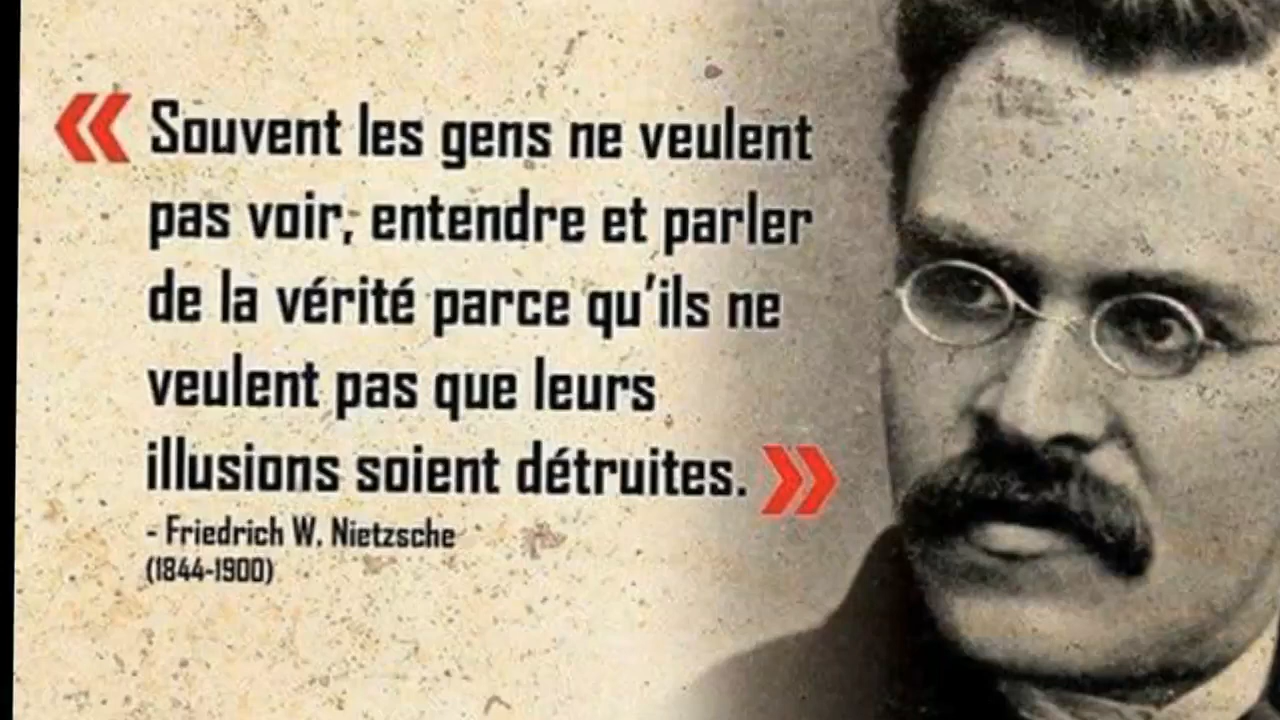 « Souvent les gens ne veulent
pas voir, entendre et parler
de la vérité parce qu'ils ne
veulent pas que leurs
illusions soient détruites. »
- Friedrich W. Nietzsche
(1844-1900)